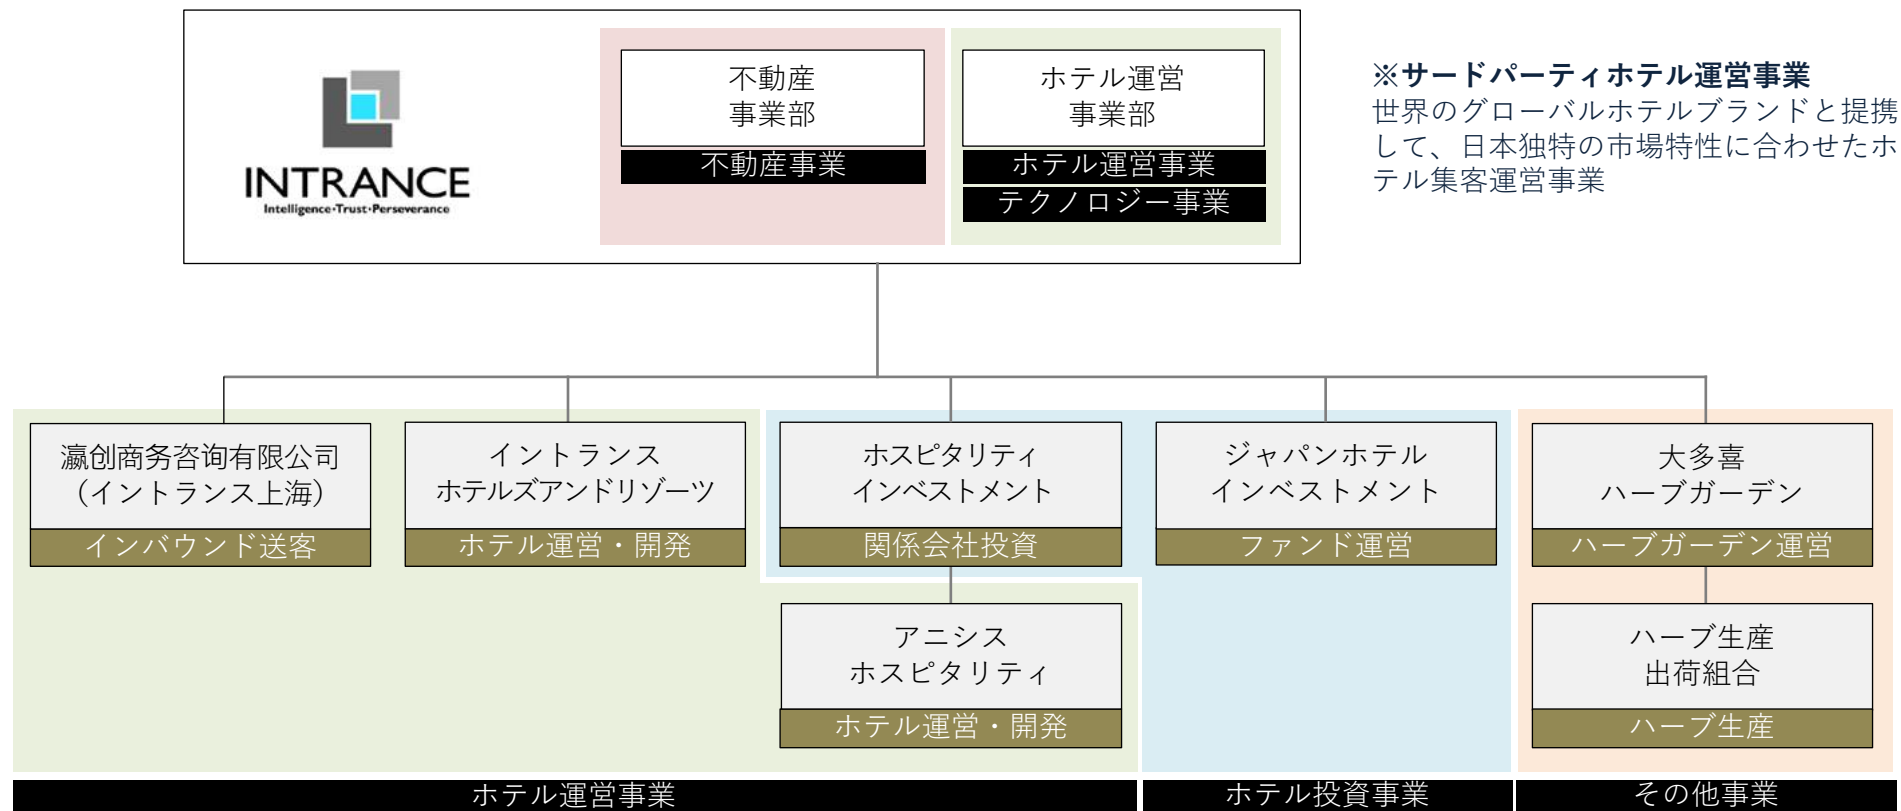 INTRANCE
Intelligence・Trust・Perseverance
不動産
事業部
不動産事業
ホテル運営
事業部
ホテル運営事業
テクノロジー事業
※サードパーティホテル運営事業
世界のグローバルホテルブランドと提携
して、日本独特の市場特性に合わせたホ
テル集客運営事業
瀛创商务咨询有限公司
（イントランス上海）
インバウンド送客
イントランス
ホテルズアンドリゾーツ
ホテル運営・開発
ホスピタリティ
インベストメント
関係会社投資
ジャパンホテル
インベストメント
ファンド運営
大多喜
ハーブガーデン
ハーブガーデン運営
アニシス
ホスピタリティ
ホテル運営・開発
ハーブ生産
出荷組合
ハーブ生産
ホテル運営事業
ホテル投資事業
その他事業